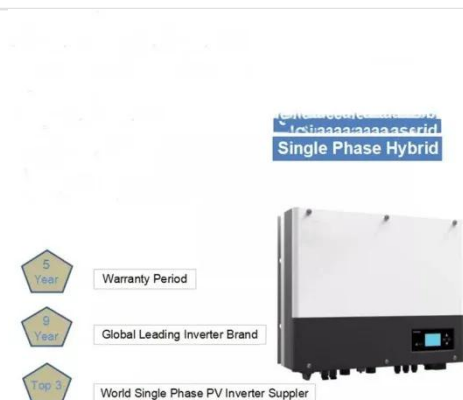 Single Phase Hybrid
5
Year
Warranty Period
9
Year
Global Leading Inverter Brand
Top 3
World Single Phase PV Inverter Suppler